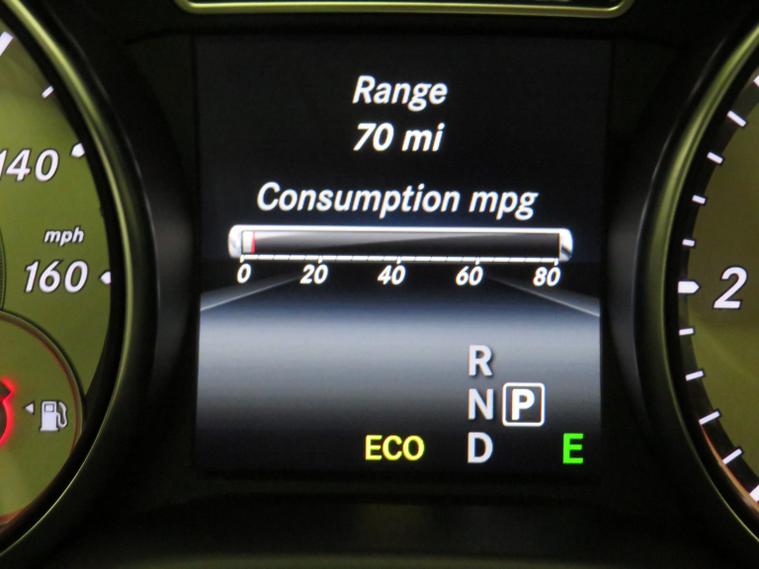 Range
70 mi
Consumption mpg
0 20 40 60 80
140
mph
160
2
R
N P
ECO D E